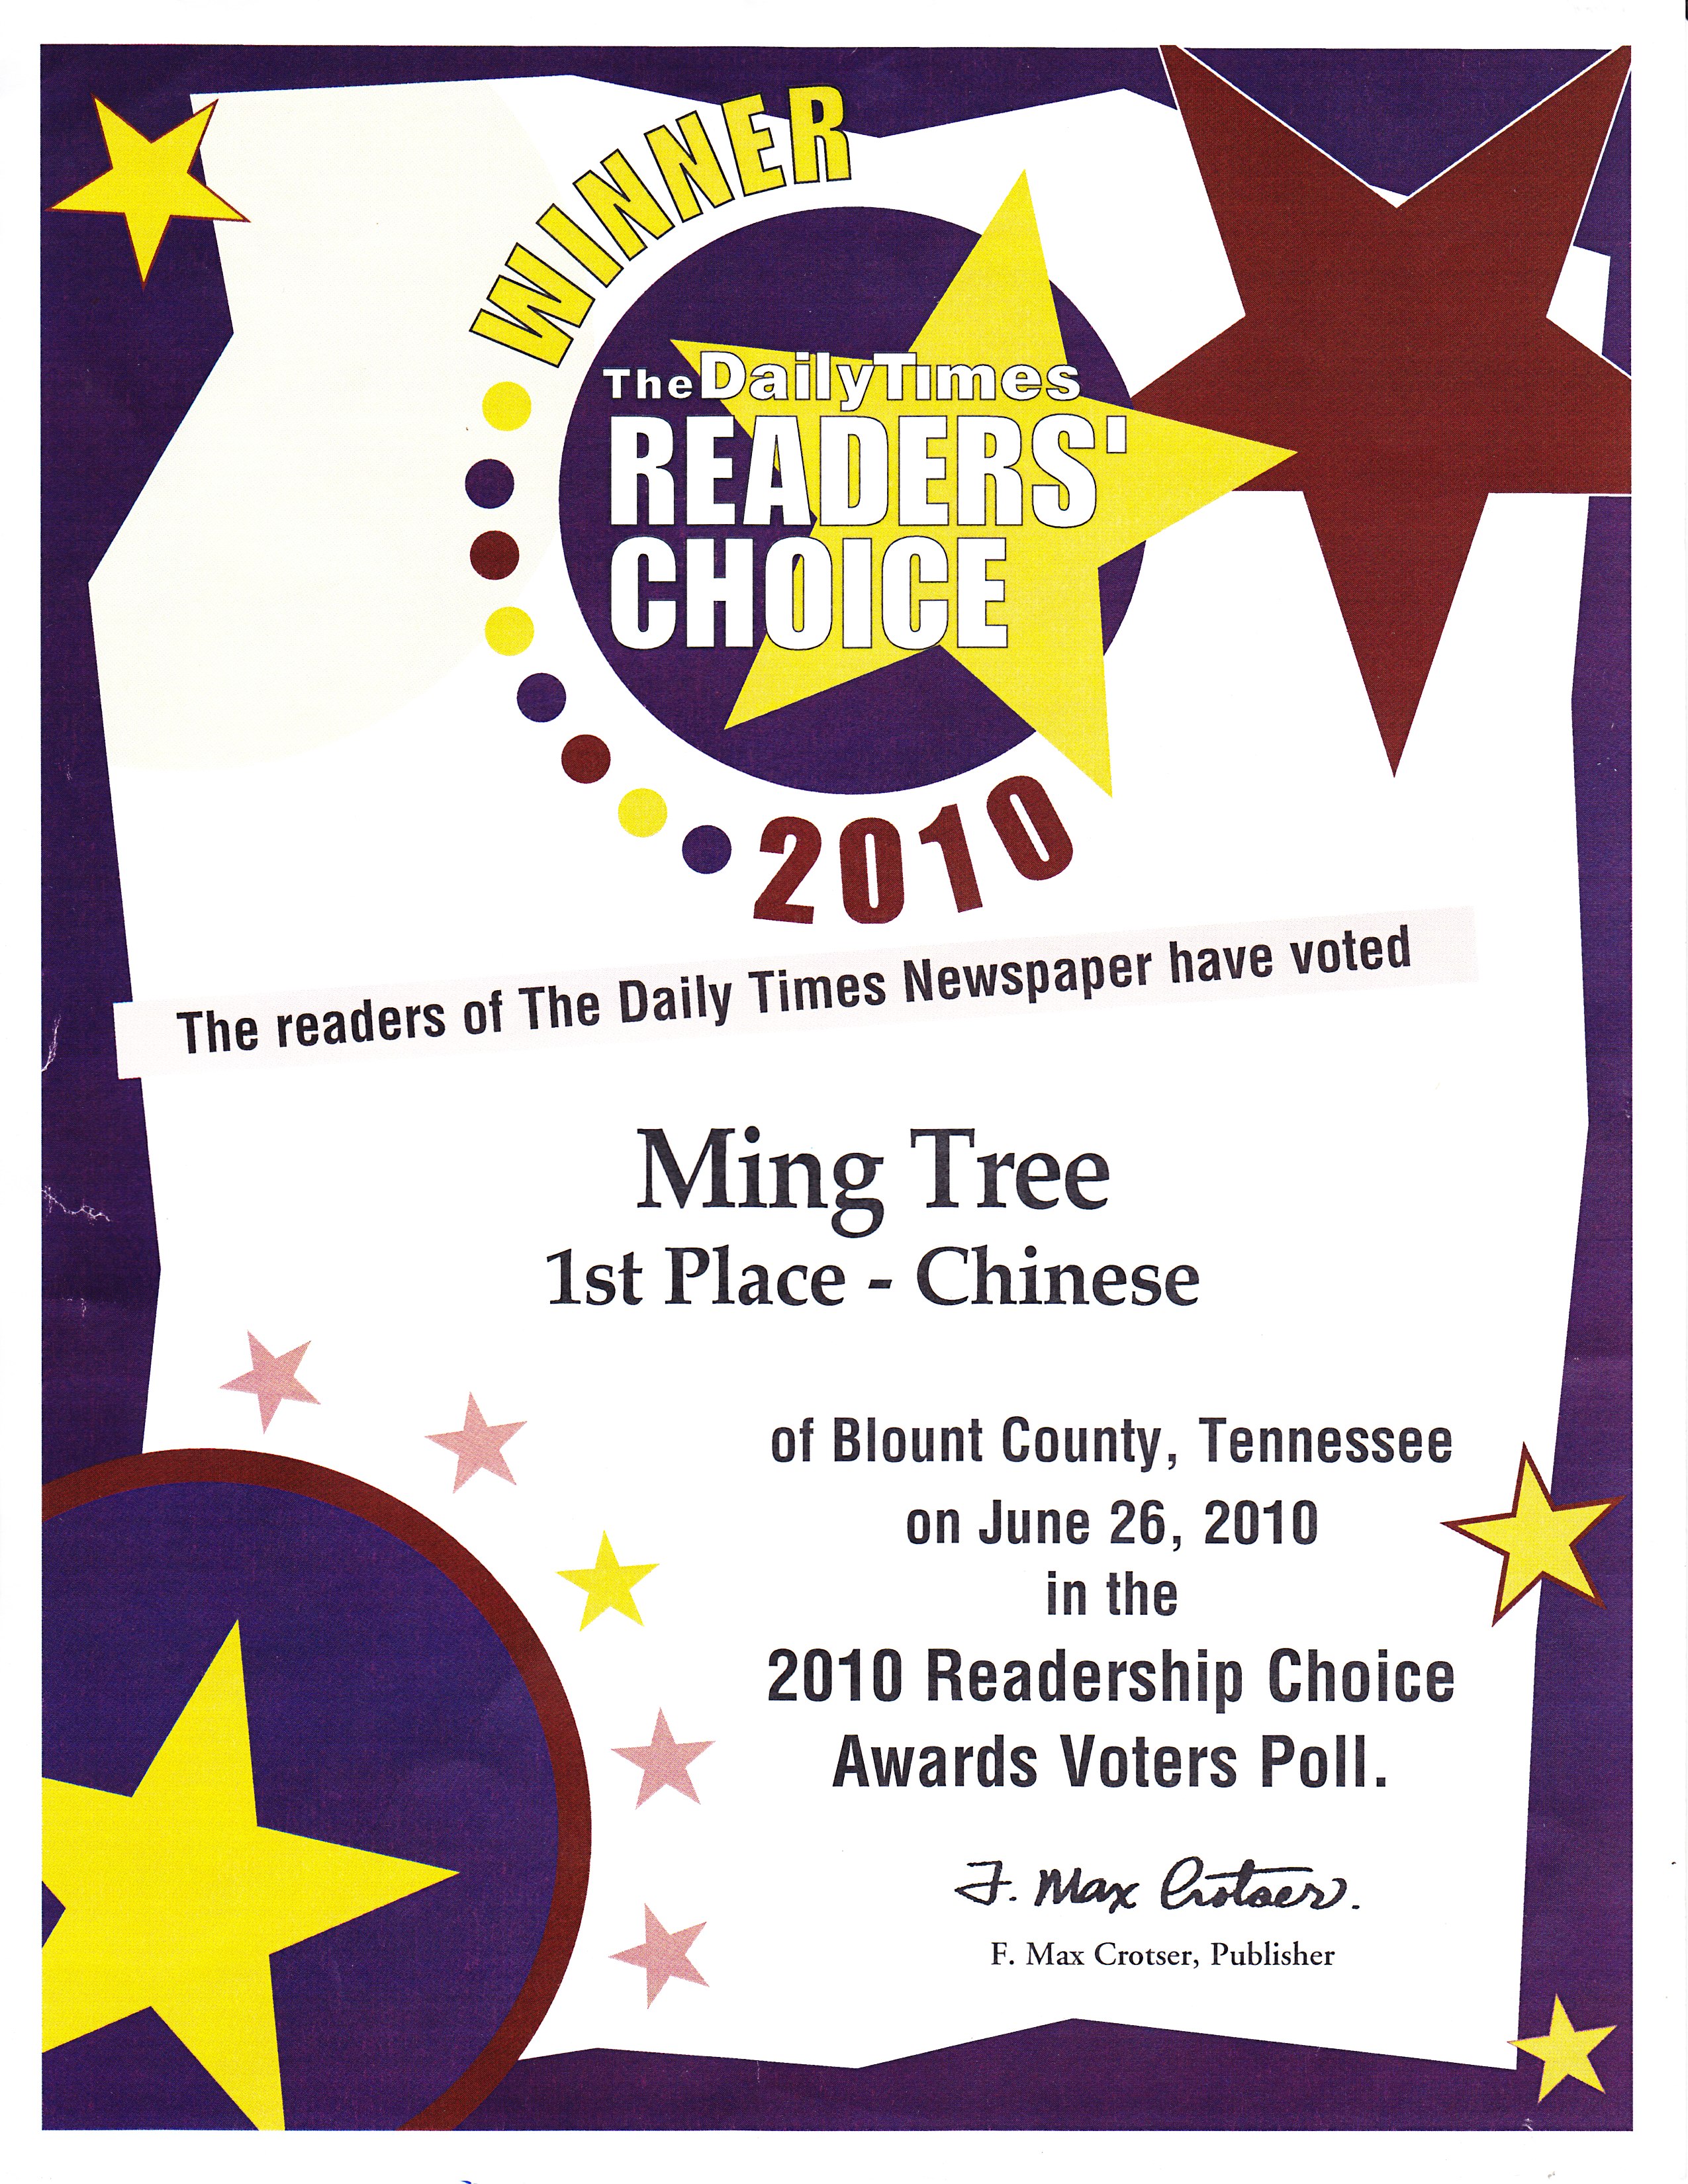 WINNER
The Daily Times
READERS'
CHOICE
2010
The readers of The Daily Times Newspaper have voted
Ming Tree
1st Place - Chinese
of Blount County, Tennessee
on June 26, 2010
in the
2010 Readership Choice
Awards Voters Poll.
F. Max Crotser.
F. Max Crotser, Publisher